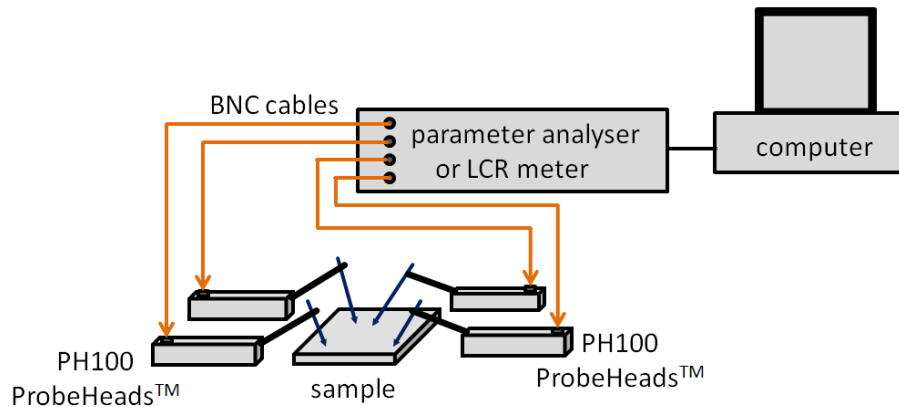 BNC cables
parameter analyser
or LCR meter
computer
PH100
ProbeHeads™
sample
PH100
ProbeHeads™